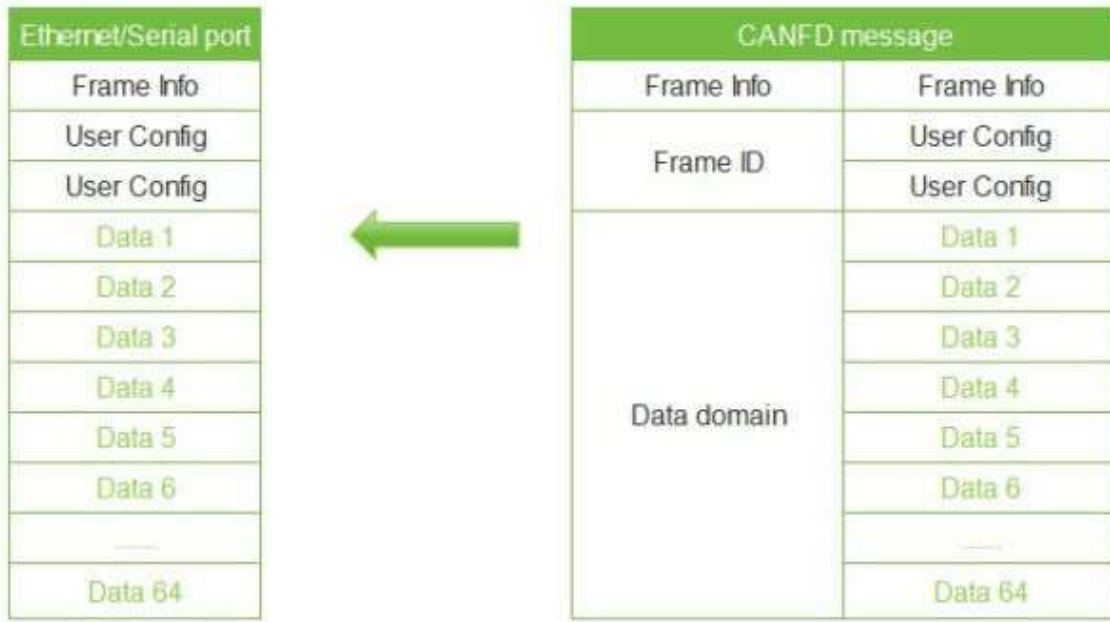 Ethernet/Serial port
Frame Info
User Config
User Config
Data 1
Data 2
Data 3
Data 4
Data 5
Data 6
......
Data 64
CANFD message
Frame Info
Frame Info
Frame ID
User Config
User Config
Data domain
Data 1
Data 2
Data 3
Data 4
Data 5
Data 6
......
Data 64